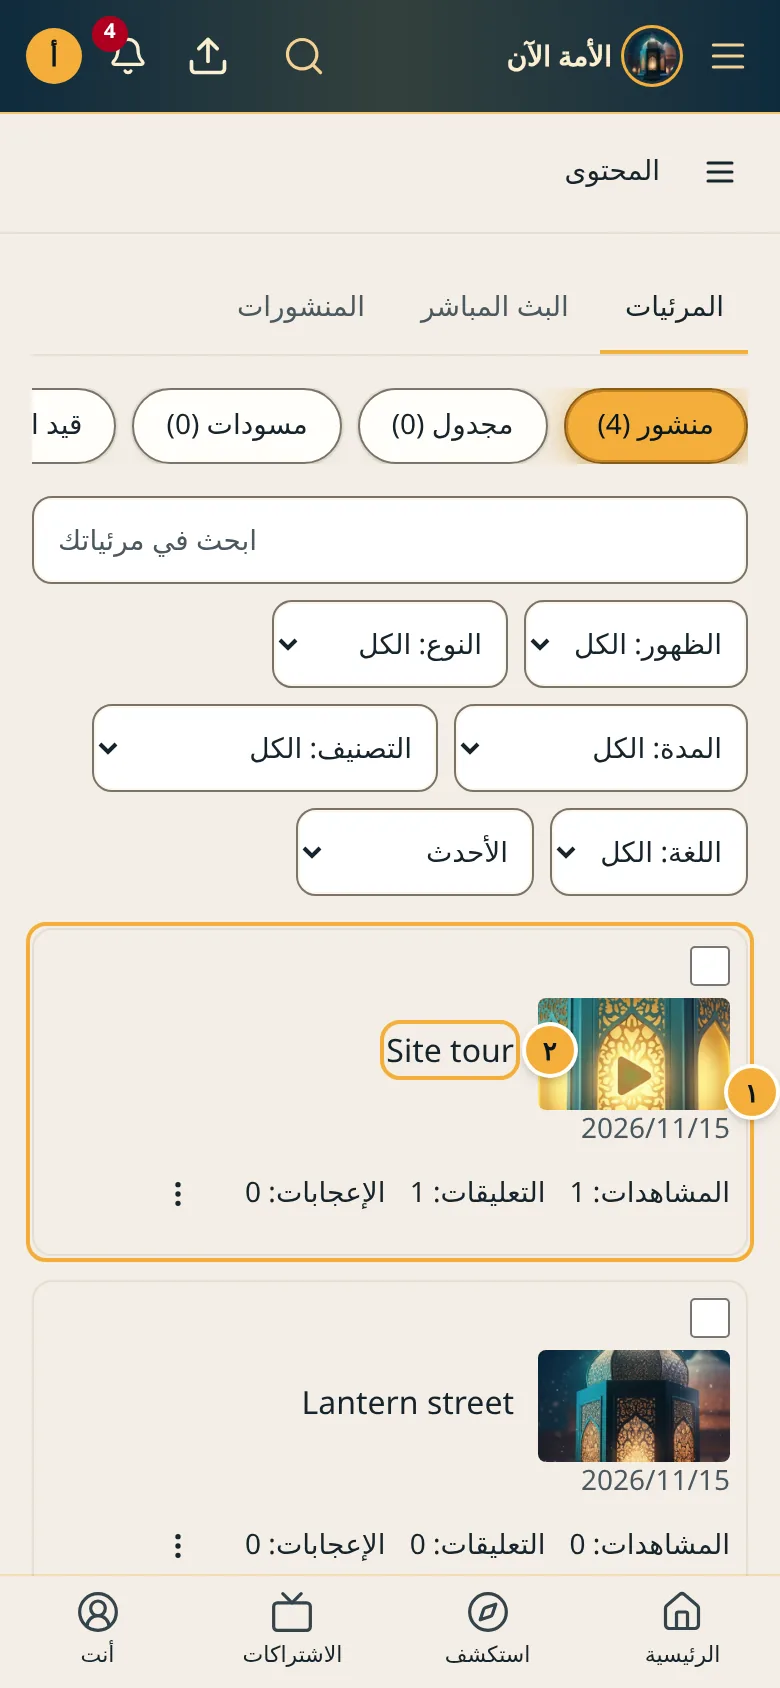 الأمة الآن
4
أ
المحتوى
المرئيات البث المباشر المنشورات
منشور (4) مجدول (0) مسودات (0) قيد ا
ابحث في مرئياتك
الظهور: الكل النوع: الكل
المدة: الكل التصنيف: الكل
اللغة: الكل الأحدث
Site tour
٢
١
2026/11/15
المشاهدات: 1 التعليقات: 1 الإعجابات: 0
Lantern street
2026/11/15
المشاهدات: 0 التعليقات: 0 الإعجابات: 0
الرئيسية استكشف الاشتراكات أنت